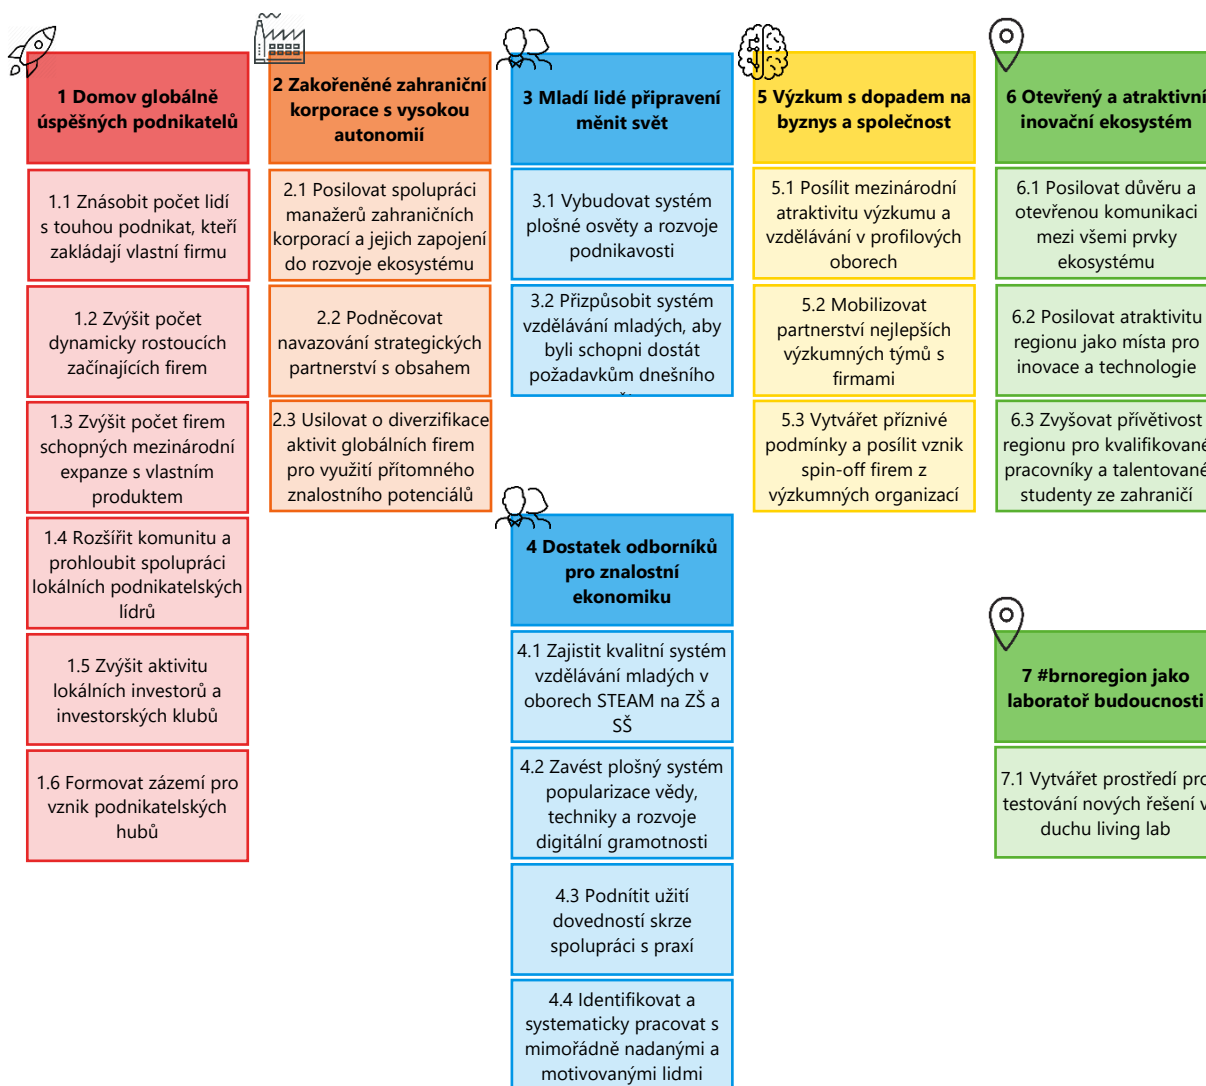 1 Domov globálně
úspěšných podnikatelů
1.1 Znásobit počet lidí
s touhou podnikat, kteří
zakládají vlastní firmu
1.2 Zvýšit počet
dynamicky rostoucích
začínajících firem
1.3 Zvýšit počet firem
schopných mezinárodní
expanze s vlastním
produktem
1.4 Rozšířit komunitu a
prohloubit spolupráci
lokálních podnikatelských
lídrů
1.5 Zvýšit aktivitu
lokálních investorů a
investorských klubů
1.6 Formovat zázemí pro
vznik podnikatelských
hubů
2 Zakořeněné zahraniční
korporace s vysokou
autonomií
2.1 Posilovat spolupráci
manažerů zahraničních
korporací a jejich zapojení
do rozvoje ekosystému
2.2 Podněcovat
navazování strategických
partnerství s obsahem
2.3 Usilovat o diverzifikace
aktivit globálních firem
pro využití přítomného
znalostního potenciálů
3 Mladí lidé připravení
měnit svět
3.1 Vybudovat systém
plošné osvěty a rozvoje
podnikavosti
3.2 Přizpůsobit systém
vzdělávání mladých, aby
byli schopni dostát
požadavkům dnešního
4 Dostatek odborníků
pro znalostní
ekonomiku
4.1 Zajistit kvalitní systém
vzdělávání mladých v
oborech STEAM na ZŠ a
SŠ
4.2 Zavést plošný systém
popularizace vědy,
techniky a rozvoje
digitální gramotnosti
4.3 Podnítit užití
dovedností skrze
spolupráci s praxí
4.4 Identifikovat a
systematicky pracovat s
mimořádně nadanými a
motivovanými lidmi
5 Výzkum s dopadem na
byznys a společnost
5.1 Posílit mezinárodní
atraktivitu výzkumu a
vzdělávání v profilových
oborech
5.2 Mobilizovat
partnerství nejlepších
výzkumných týmů s
firmami
5.3 Vytvářet příznivé
podmínky a posílit vznik
spin-off firem z
výzkumných organizací
6 Otevřený a atraktivní
inovační ekosystém
6.1 Posilovat důvěru a
otevřenou komunikaci
mezi všemi prvky
ekosystému
6.2 Posilovat atraktivitu
regionu jako místa pro
inovace a technologie
6.3 Zvyšovat přívětivost
regionu pro kvalifikované
pracovníky a talentované
studenty ze zahraničí
7 #brnoregion jako
laboratoř budoucnosti
7.1 Vytvářet prostředí pro
testování nových řešení v
duchu living lab